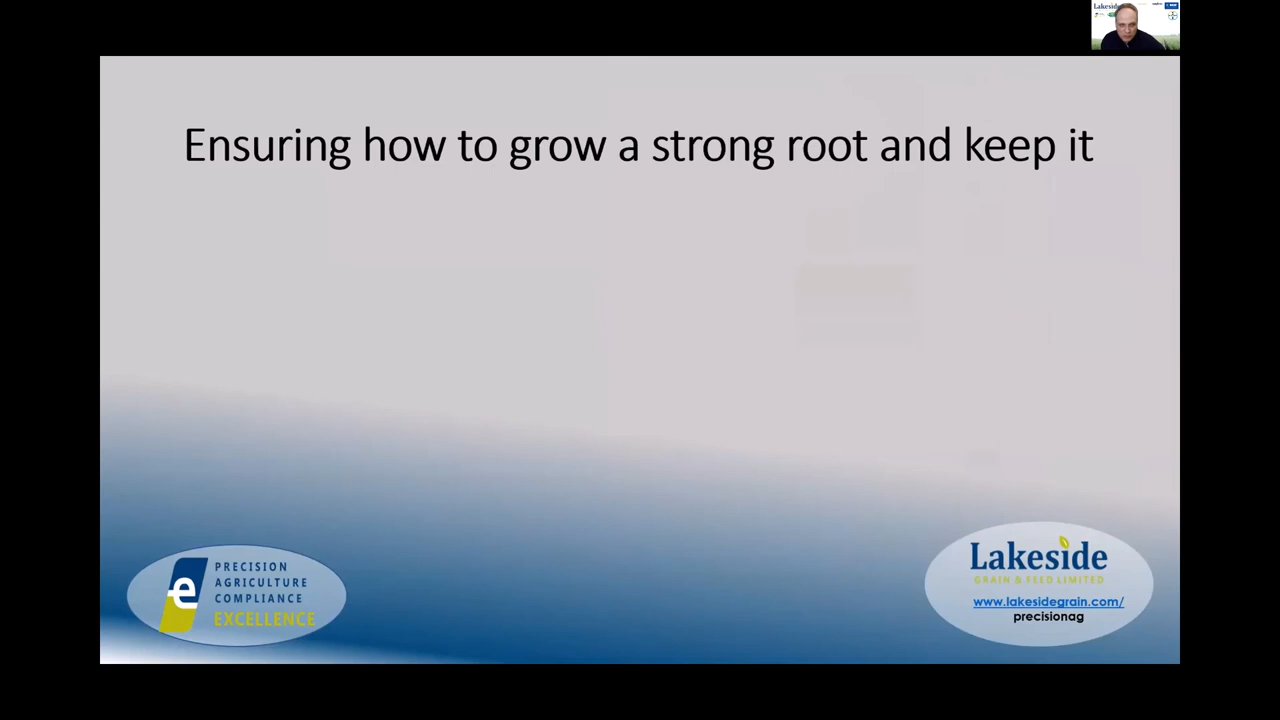 Lakeside
Ensuring how to grow a strong root and keep it
e
PRECISION
AGRICULTURE
COMPLIANCE
EXCELLENCE
Lakeside
GRAIN & FEED LIMITED
www.lakesidegrain.com/
precisionag